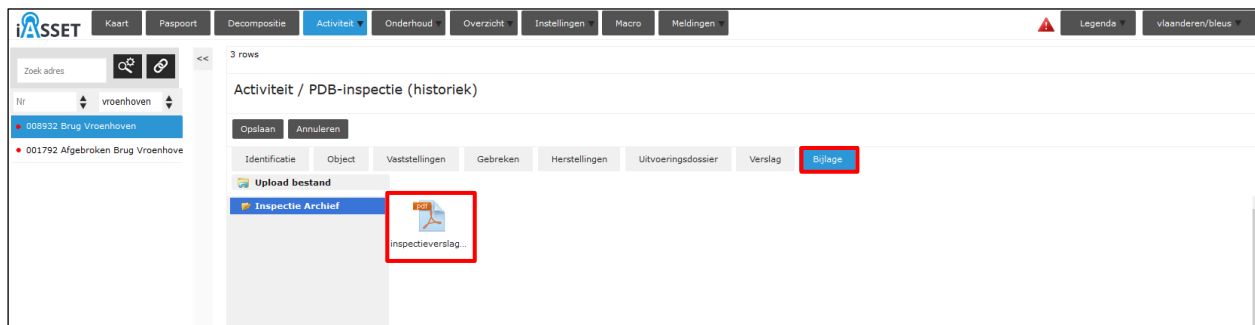 iASSET Kaart Paspoort Decompositie Activiteit Onderhoud Overzicht Instellingen Macro Meldingen Legenda vlaanderen/bleus
Zoek adres << 3 rows
Activiteit / PDB-inspectie (historiek)
Nr vroenhoven
008932 Brug Vroenhoven Opslaan Annuleren
001792 Afgebroken Brug Vroenhove Identificatie Object Vaststellingen Gebreken Herstellingen Uitvoeringsdossier Verslag Bijlage
Upload bestand
Inspectie Archief pdf
inspectieverslag...